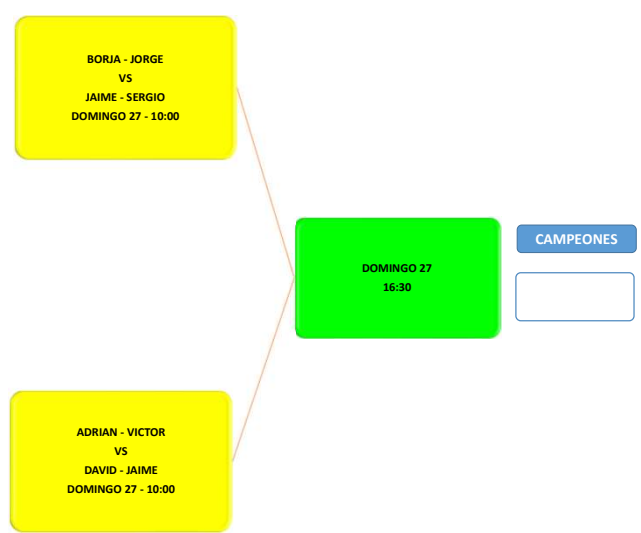 BORJA - JORGE
VS
JAIME - SERGIO
DOMINGO 27 - 10:00
DOMINGO 27
16:30
CAMPEONES
ADRIAN - VICTOR
VS
DAVID - JAIME
DOMINGO 27 - 10:00